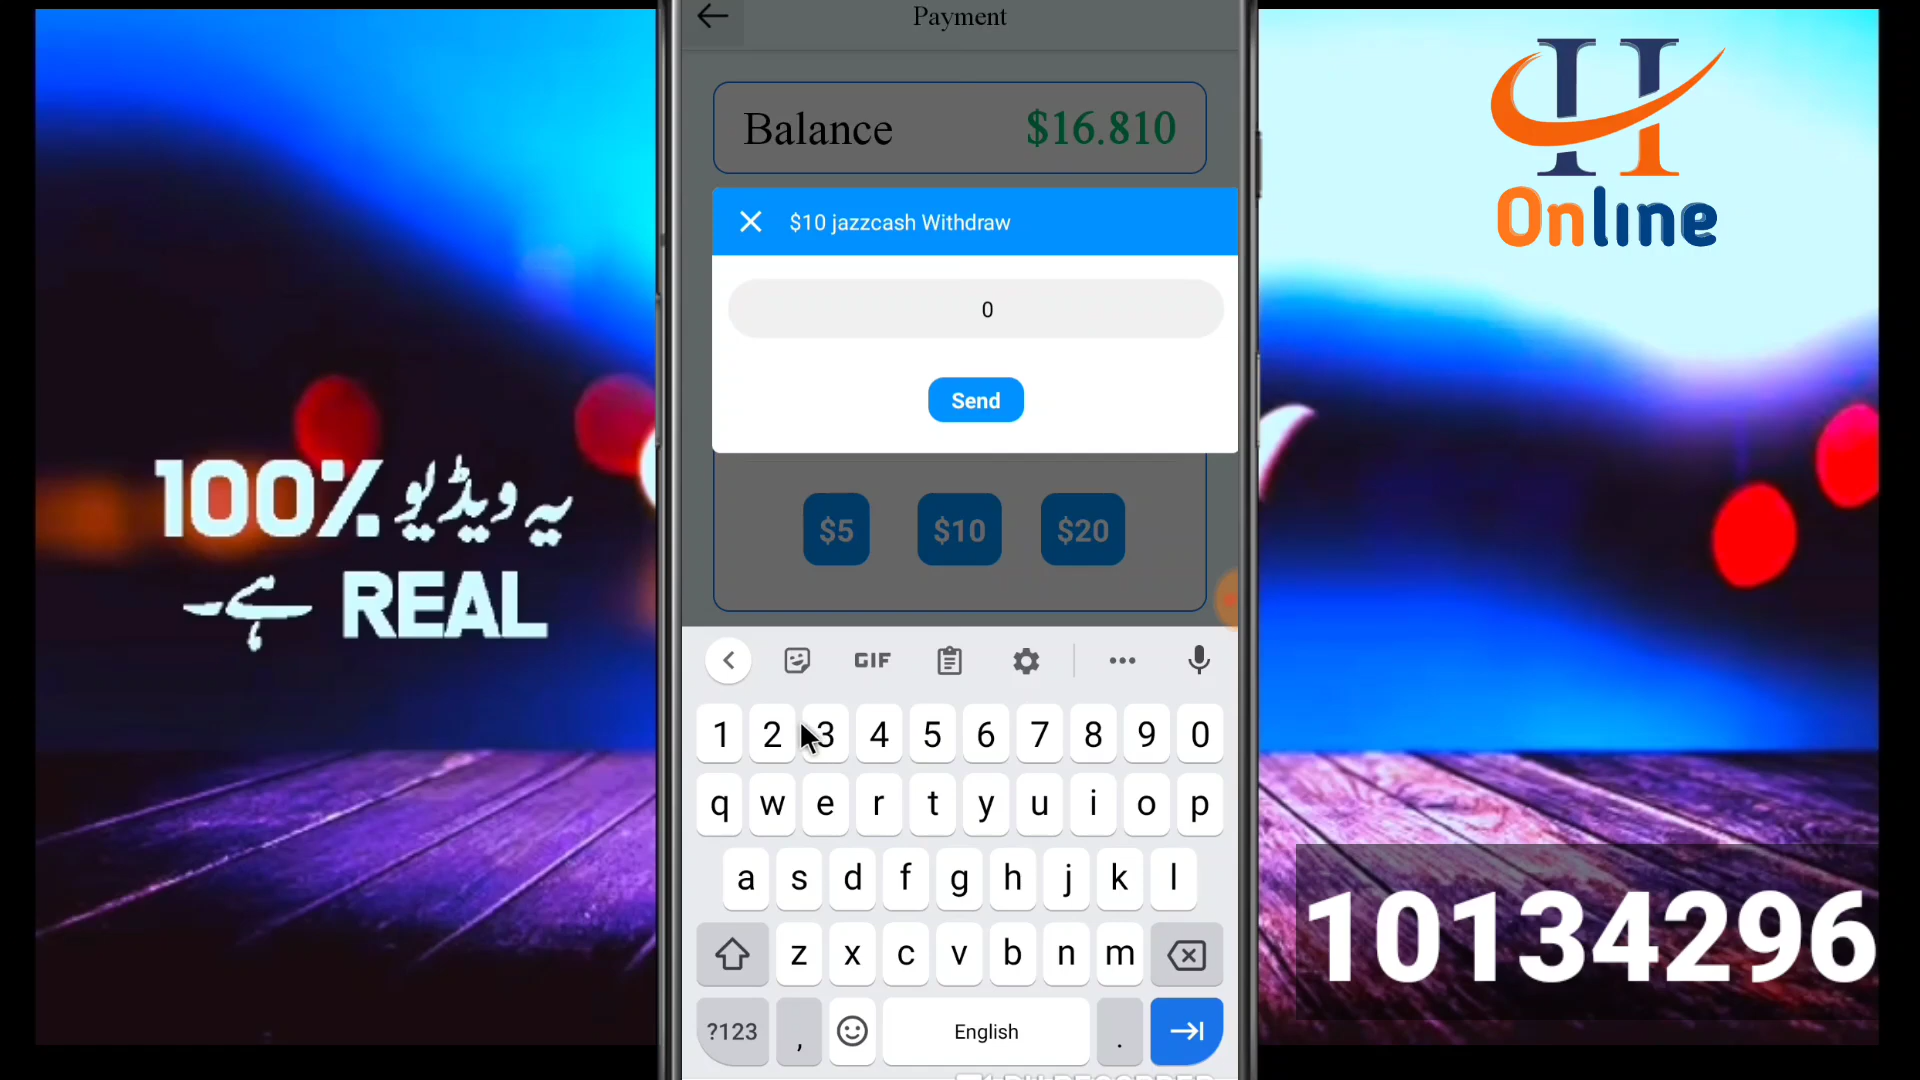 Payment
Balance $16.810
$10 jazzcash Withdraw
0
Send
$5 $10 $20
GIF
1 2 3 4 5 6 7 8 9 0
q w e r t y u i o p
a s d f g h j k l
z x c v b n m
?123 , English .
یہ ویڈیو 100%
REAL ہے۔
H
Online
10134296